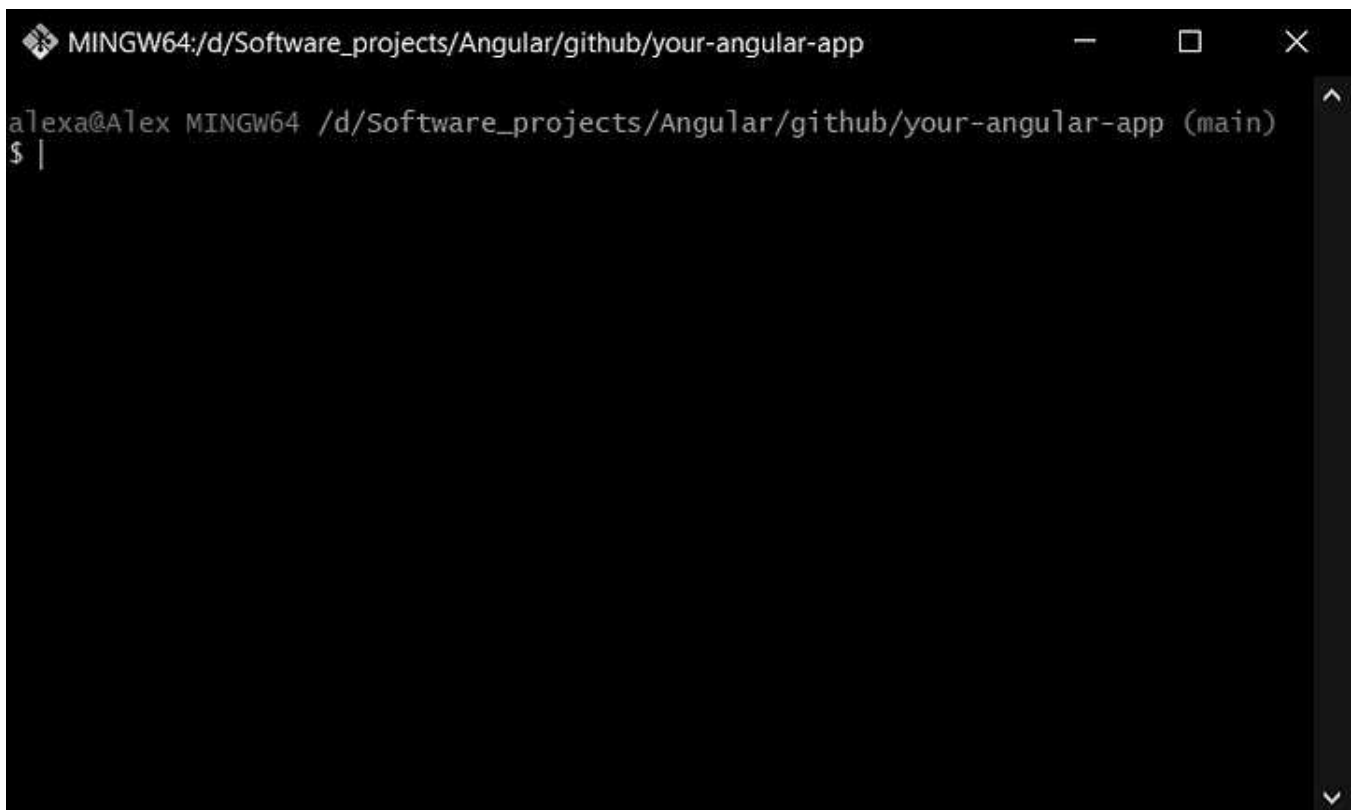 MINGW64:/d/Software_projects/Angular/github/your-angular-app
alexa@Alex MINGW64 /d/Software_projects/Angular/github/your-angular-app (main)
$